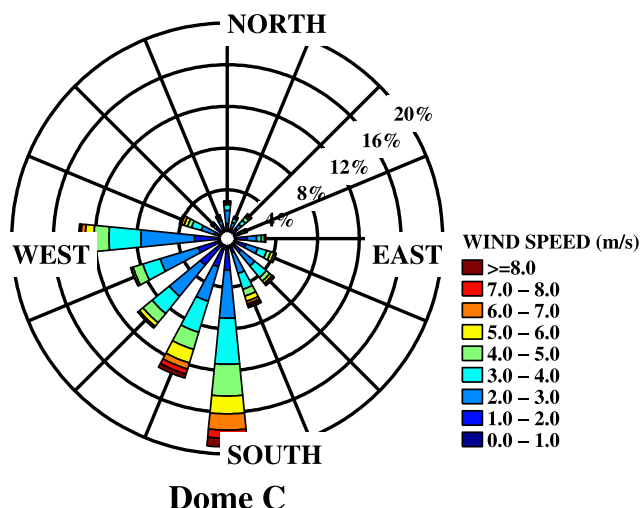 NORTH
20%
16%
12%
8%
4%
WEST
EAST
WIND SPEED (m/s)
>=8.0
7.0 – 8.0
6.0 – 7.0
5.0 – 6.0
4.0 – 5.0
3.0 – 4.0
2.0 – 3.0
1.0 – 2.0
0.0 – 1.0
SOUTH
Dome C